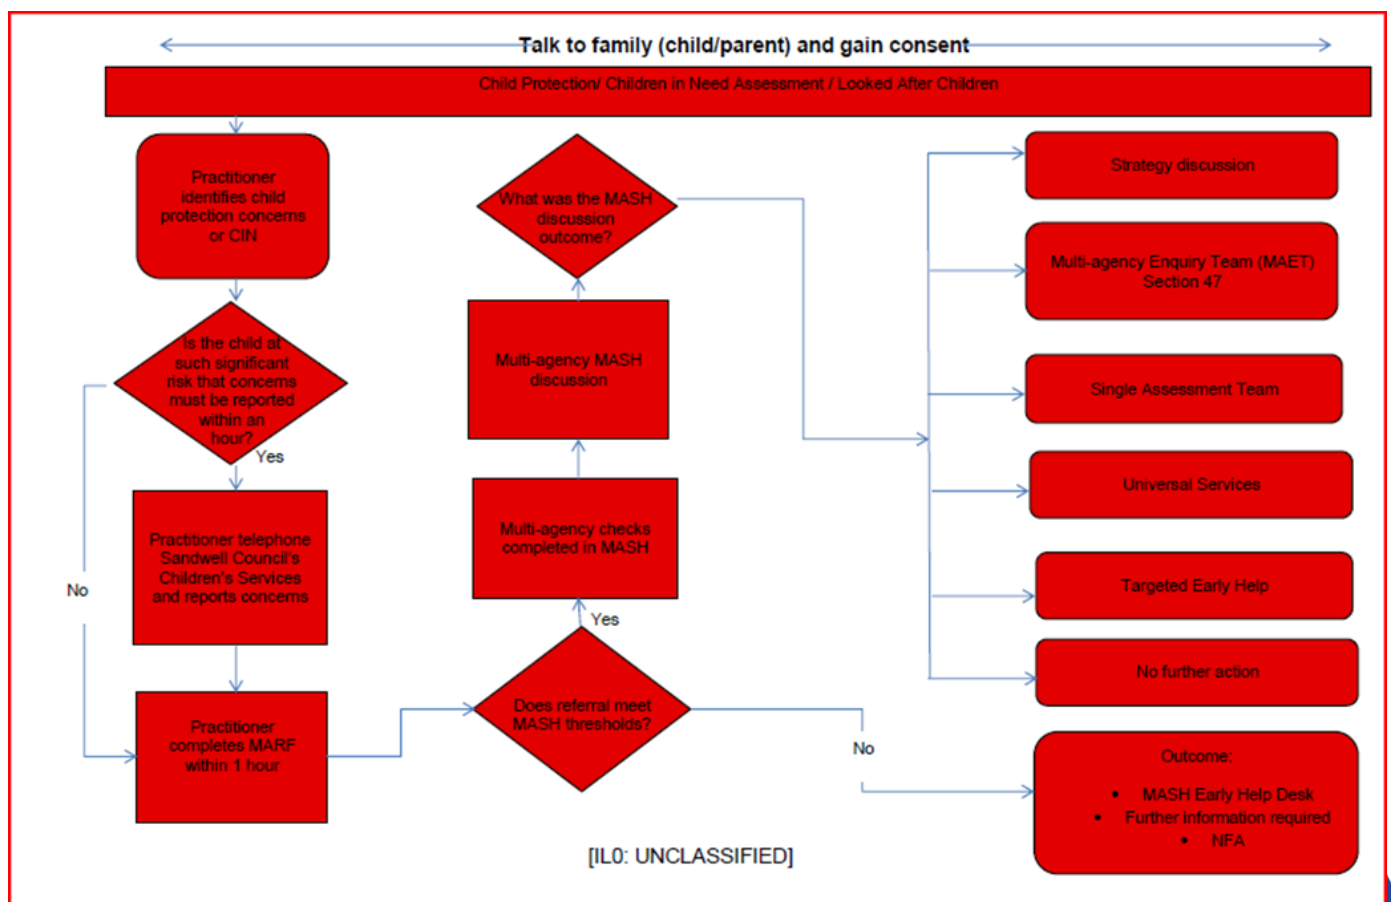 Talk to family (child/parent) and gain consent
Child Protection/ Children in Need Assessment / Looked After Children
Practitioner
identifies child
protection concerns
or CIN
Is the child at
such significant
risk that concerns
must be reported
within an
hour?
Yes
No
Practitioner telephone
Sandwell Council's
Children's Services
and reports concerns
Practitioner
completes MARF
within 1 hour
What was the MASH
discussion
outcome?
Multi-agency MASH
discussion
Multi-agency checks
completed in MASH
Yes
Does referral meet
MASH thresholds?
No
Strategy discussion
Multi-agency Enquiry Team (MAET)
Section 47
Single Assessment Team
Universal Services
Targeted Early Help
No further action
Outcome:
• MASH Early Help Desk
• Further information required
• NFA
[IL0: UNCLASSIFIED]